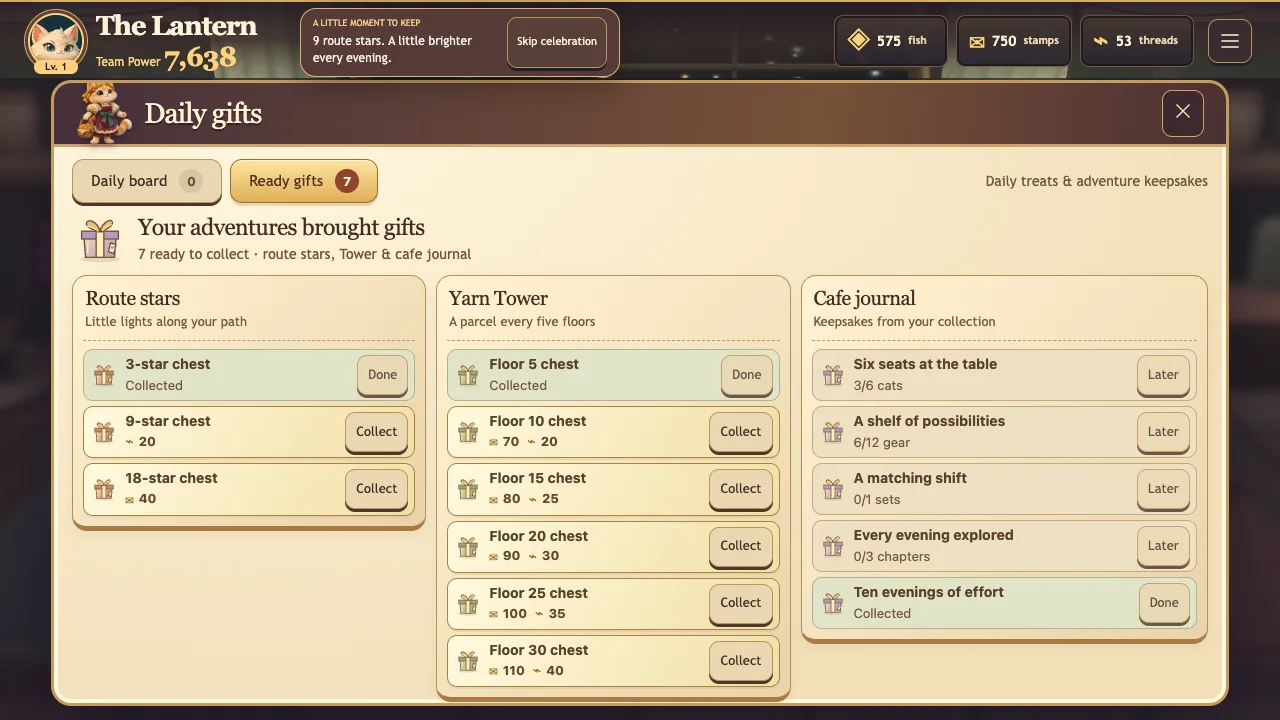 The Lantern
Team Power 7,638
Lv. 1
A LITTLE MOMENT TO KEEP
9 route stars. A little brighter
every evening.
Skip celebration
575 fish
750 stamps
53 threads
Daily gifts
Daily board 0
Ready gifts 7
Daily treats & adventure keepsakes
Your adventures brought gifts
7 ready to collect · route stars, Tower & cafe journal
Route stars
Little lights along your path
3-star chest
Collected
Done
9-star chest
20
Collect
18-star chest
40
Collect
Yarn Tower
A parcel every five floors
Floor 5 chest
Collected
Done
Floor 10 chest
70 20
Collect
Floor 15 chest
80 25
Collect
Floor 20 chest
90 30
Collect
Floor 25 chest
100 35
Collect
Floor 30 chest
110 40
Collect
Cafe journal
Keepsakes from your collection
Six seats at the table
3/6 cats
Later
A shelf of possibilities
6/12 gear
Later
A matching shift
0/1 sets
Later
Every evening explored
0/3 chapters
Later
Ten evenings of effort
Collected
Done